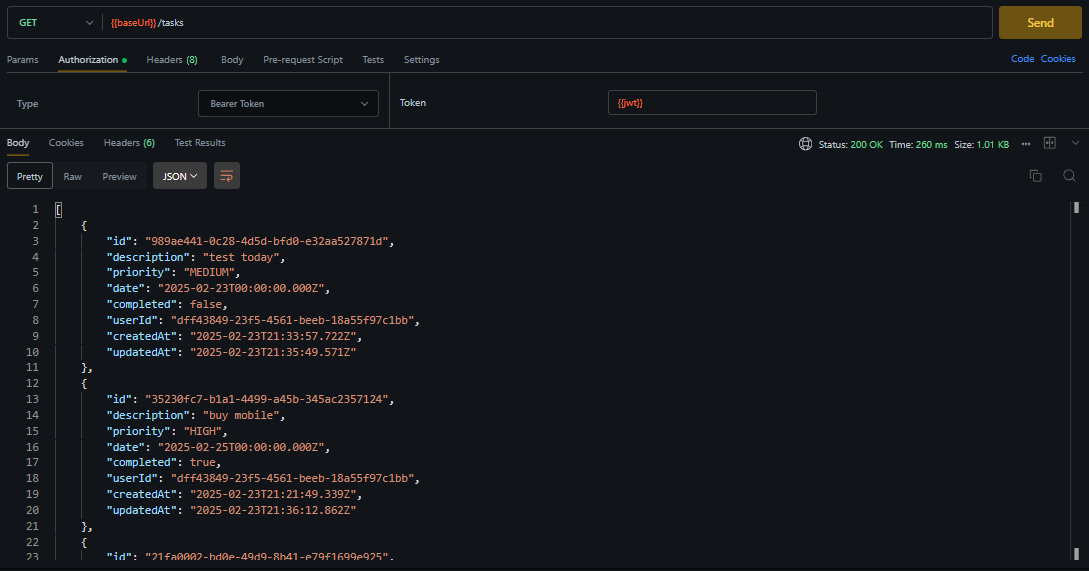 GET {{baseUrl}}/tasks Send
Params Authorization Headers (8) Body Pre-request Script Tests Settings Code Cookies
Type Bearer Token Token {{jwt}}
Body Cookies Headers (6) Test Results Status: 200 OK Time: 260 ms Size: 1.01 KB
Pretty Raw Preview JSON
1 [
2 {
3 "id": "989ae441-0c28-4d5d-bfd0-e32aa527871d",
4 "description": "test today",
5 "priority": "MEDIUM",
6 "date": "2025-02-23T00:00:00.000Z",
7 "completed": false,
8 "userId": "dff43849-23f5-4561-beeb-18a55f97c1bb",
9 "createdAt": "2025-02-23T21:33:57.722Z",
10 "updatedAt": "2025-02-23T21:35:49.571Z"
11 },
12 {
13 "id": "35230fc7-b1a1-4499-a45b-345ac2357124",
14 "description": "buy mobile",
15 "priority": "HIGH",
16 "date": "2025-02-25T00:00:00.000Z",
17 "completed": true,
18 "userId": "dff43849-23f5-4561-beeb-18a55f97c1bb",
19 "createdAt": "2025-02-23T21:21:49.339Z",
20 "updatedAt": "2025-02-23T21:36:12.862Z"
21 },
22 {
23 "id": "21fa0002-bd0e-49d9-8b41-e79f1699e925",